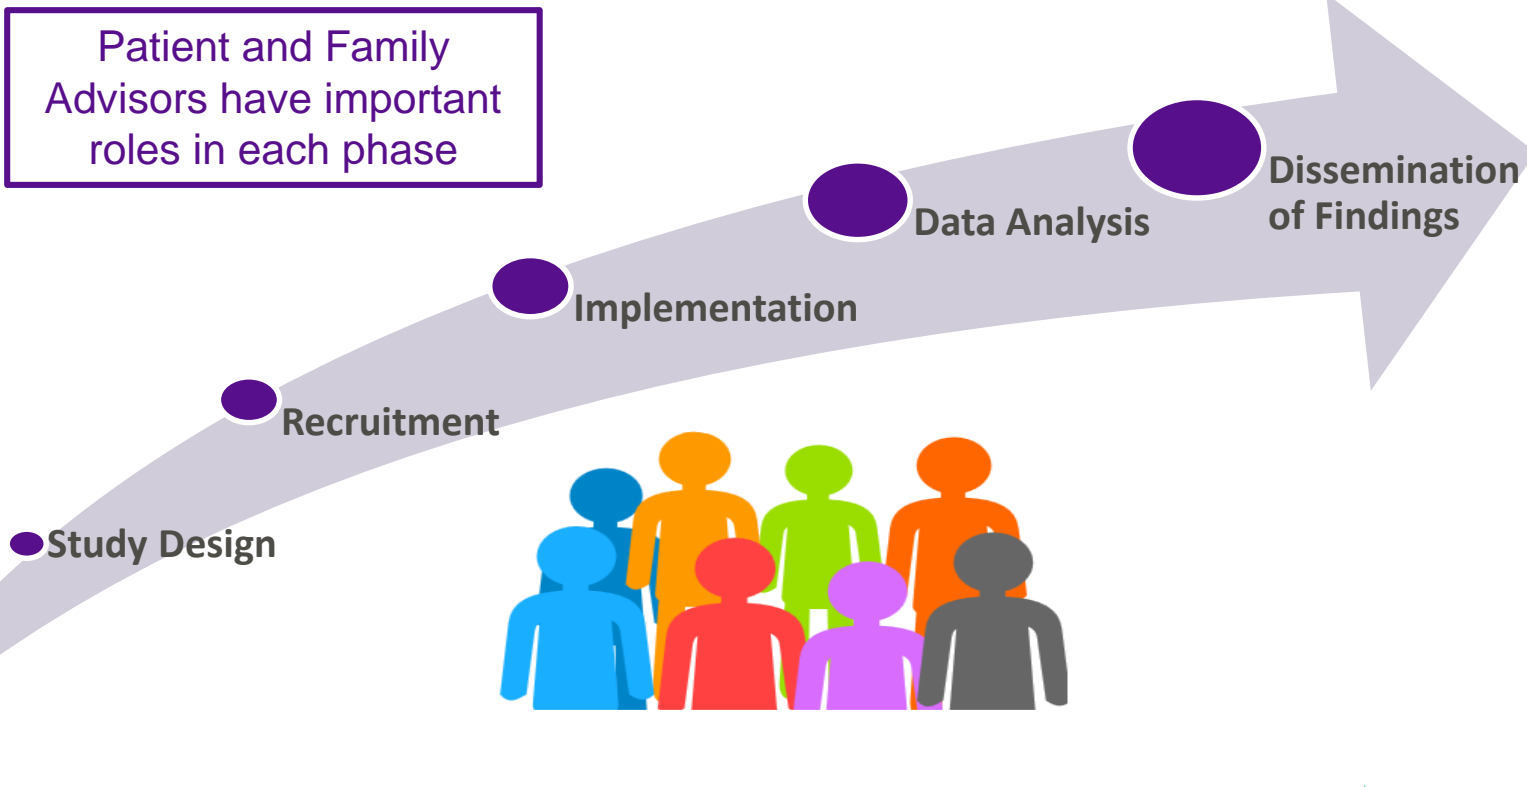 Patient and Family
Advisors have important
roles in each phase
Study Design
Recruitment
Implementation
Data Analysis
Dissemination
of Findings